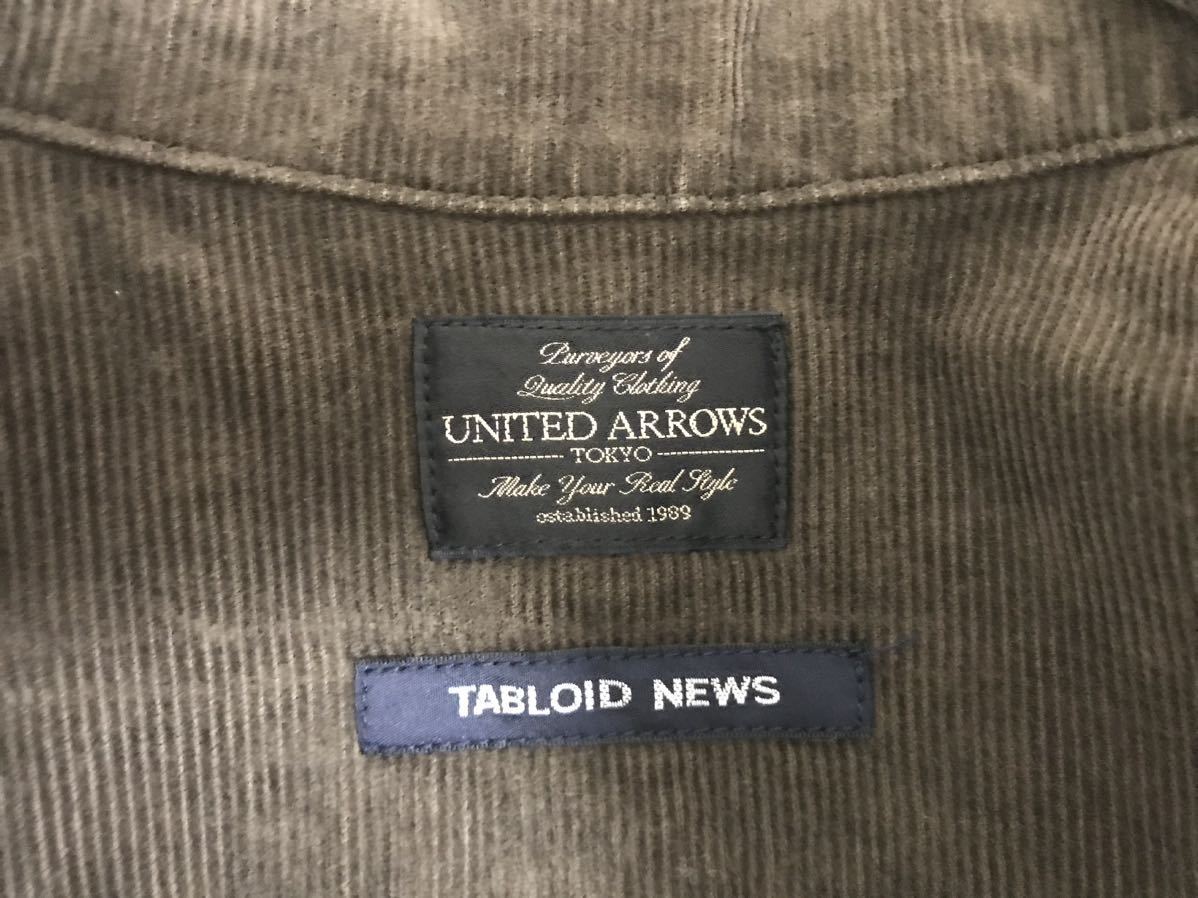 Purveyors of
Quality Clothing
UNITED ARROWS
TOKYO
Make Your Real Style
established 1989
TABLOID NEWS